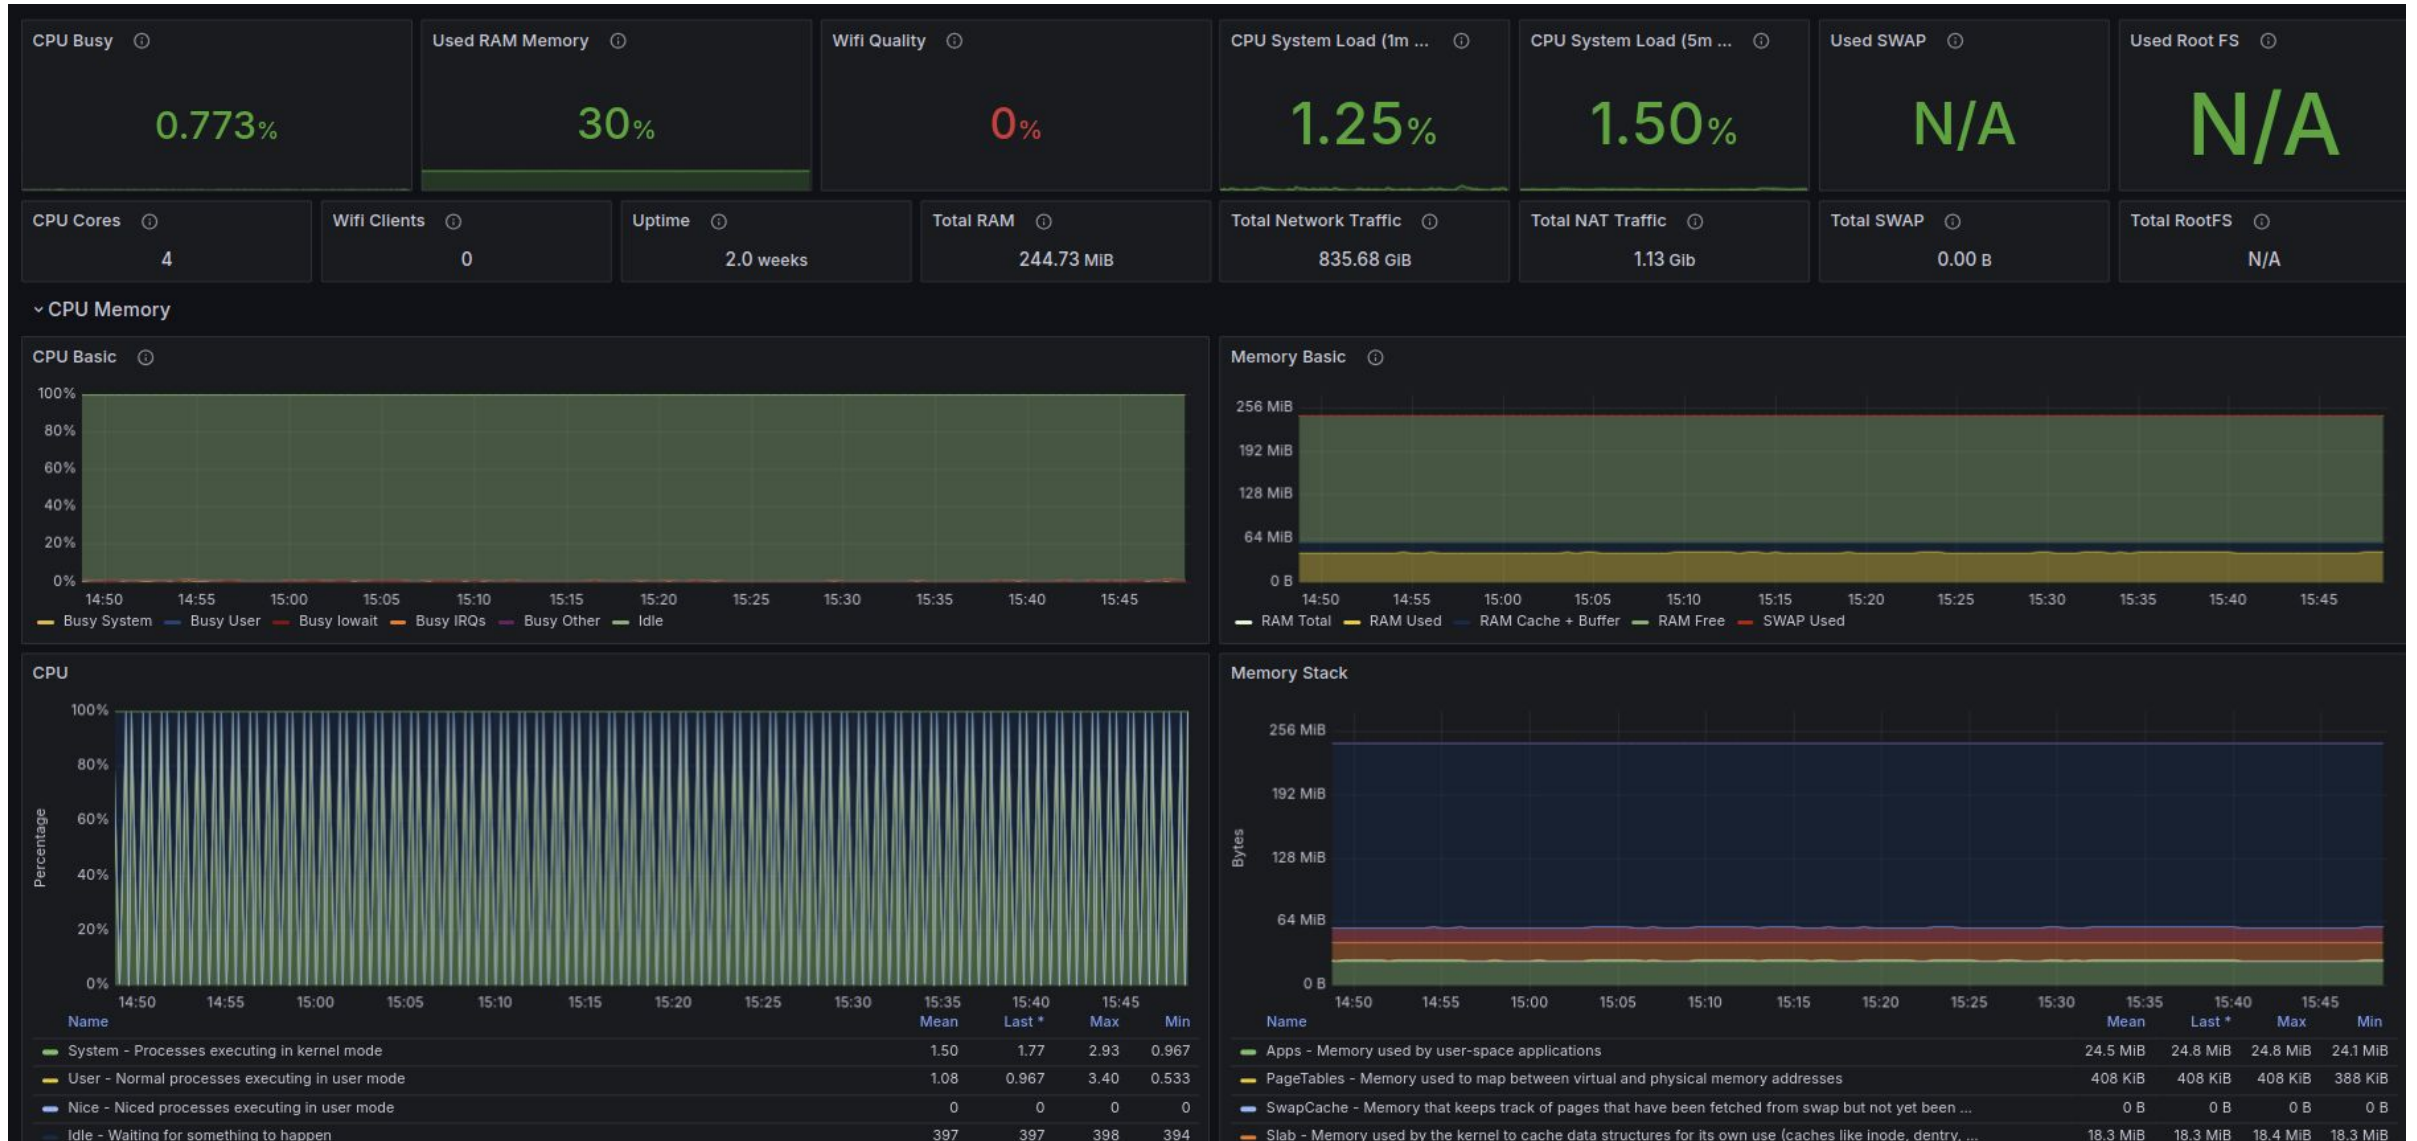 CPU Busy
Used RAM Memory
Wifi Quality
CPU System Load (1m ...
CPU System Load (5m ...
Used SWAP
Used Root FS
0.773%
30%
0%
1.25%
1.50%
N/A
N/A
CPU Cores
Wifi Clients
Uptime
Total RAM
Total Network Traffic
Total NAT Traffic
Total SWAP
Total RootFS
4
0
2.0 weeks
244.73 MiB
835.68 GiB
1.13 Gib
0.00 B
N/A
CPU Memory
CPU Basic
100%
80%
60%
40%
20%
0%
14:50 14:55 15:00 15:05 15:10 15:15 15:20 15:25 15:30 15:35 15:40 15:45
Busy System Busy User Busy Iowait Busy IRQs Busy Other Idle
Memory Basic
256 MiB
192 MiB
128 MiB
64 MiB
0 B
14:50 14:55 15:00 15:05 15:10 15:15 15:20 15:25 15:30 15:35 15:40 15:45
RAM Total RAM Used RAM Cache + Buffer RAM Free SWAP Used
CPU
Percentage
100%
80%
60%
40%
20%
0%
14:50 14:55 15:00 15:05 15:10 15:15 15:20 15:25 15:30 15:35 15:40 15:45
Name Mean Last * Max Min
System - Processes executing in kernel mode 1.50 1.77 2.93 0.967
User - Normal processes executing in user mode 1.08 0.967 3.40 0.533
Nice - Niced processes executing in user mode 0 0 0 0
Idle - Waiting for something to happen 397 397 398 394
Memory Stack
Bytes
256 MiB
192 MiB
128 MiB
64 MiB
0 B
14:50 14:55 15:00 15:05 15:10 15:15 15:20 15:25 15:30 15:35 15:40 15:45
Name Mean Last * Max Min
Apps - Memory used by user-space applications 24.5 MiB 24.8 MiB 24.8 MiB 24.1 MiB
PageTables - Memory used to map between virtual and physical memory addresses 408 KiB 408 KiB 408 KiB 388 KiB
SwapCache - Memory that keeps track of pages that have been fetched from swap but not yet been ... 0 B 0 B 0 B 0 B
Slab - Memory used by the kernel to cache data structures for its own use (caches like inode, dentry, ... 18.3 MiB 18.3 MiB 18.4 MiB 18.3 MiB